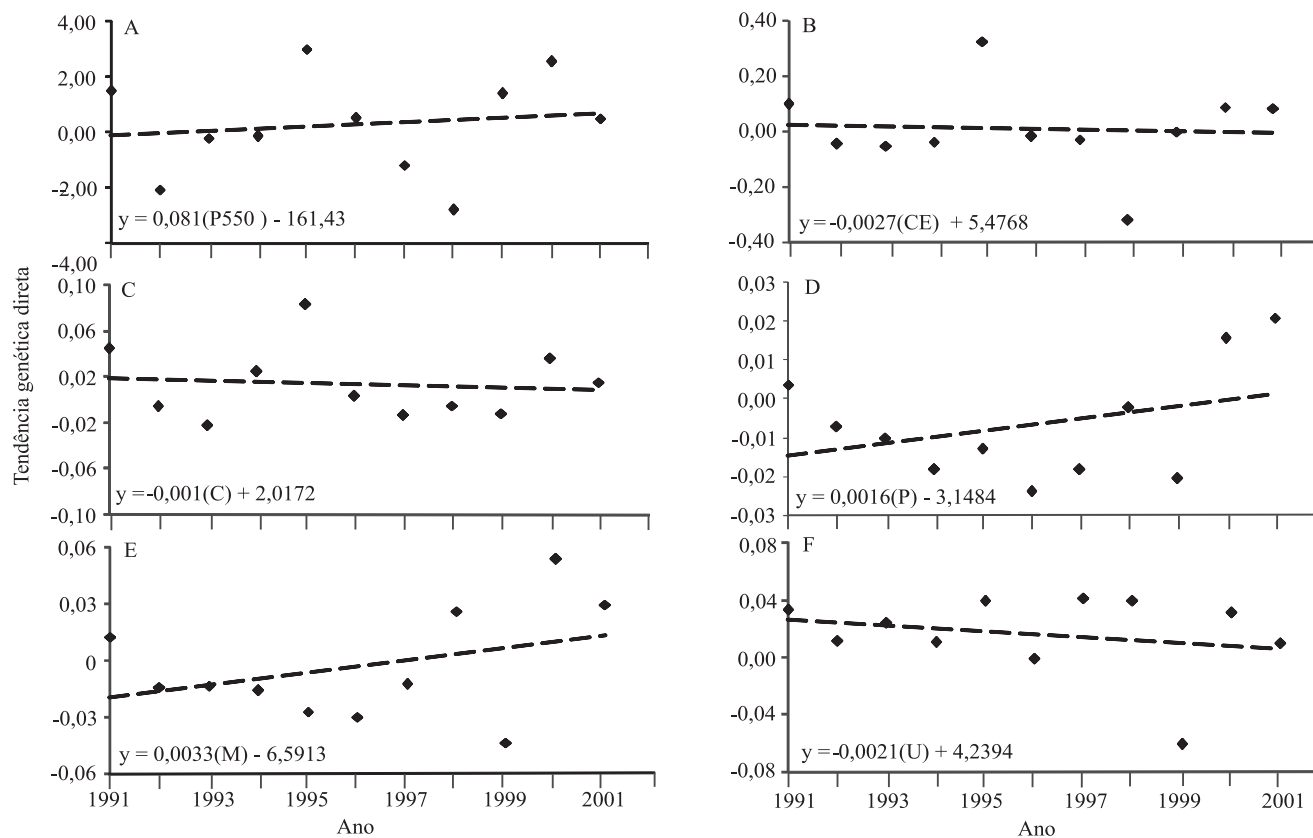 A
4,00
2,00
0,00
-2,00
-4,00
y = 0,081(P550 ) - 161,43
B
0,40
0,20
0,00
-0,20
-0,40
y =-0,0027(CE) + 5,4768
Tendência genética direta
C
0,10
0,06
0,02
-0,02
-0,06
-0,10
y =-0,001(C) + 2,0172
D
0,02
0,01
0,00
-0,01
-0,02
-0,03
y = 0,0016(P) - 3,1484
E
0,06
0,03
0
-0,03
-0,06
y = 0,0033(M) - 6,5913
1991 1993 1995 1997 1999 2001
Ano
F
0,08
0,04
0,00
-0,04
-0,08
y =-0,0021(U) + 4,2394
1991 1993 1995 1997 1999 2001
Ano